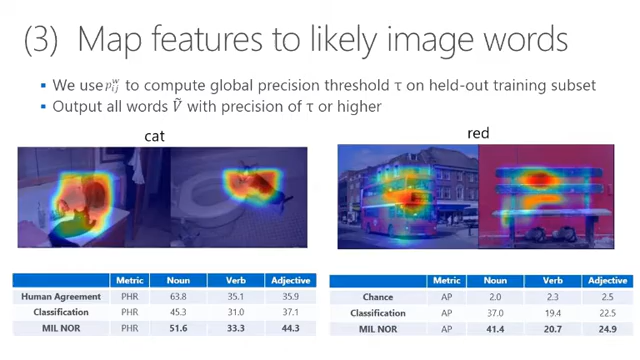 (3) Map features to likely image words
• We use p_ij^w to compute global precision threshold τ on held-out training subset
• Output all words Ṽ with precision of τ or higher
cat
red
Metric Noun Verb Adjective
Human Agreement PHR 63.8 35.1 35.9
Classification PHR 45.3 31.0 37.1
MIL NOR PHR 51.6 33.3 44.3
Metric Noun Verb Adjective
Chance AP 2.0 2.3 2.5
Classification AP 37.0 19.4 22.5
MIL NOR AP 41.4 20.7 24.9